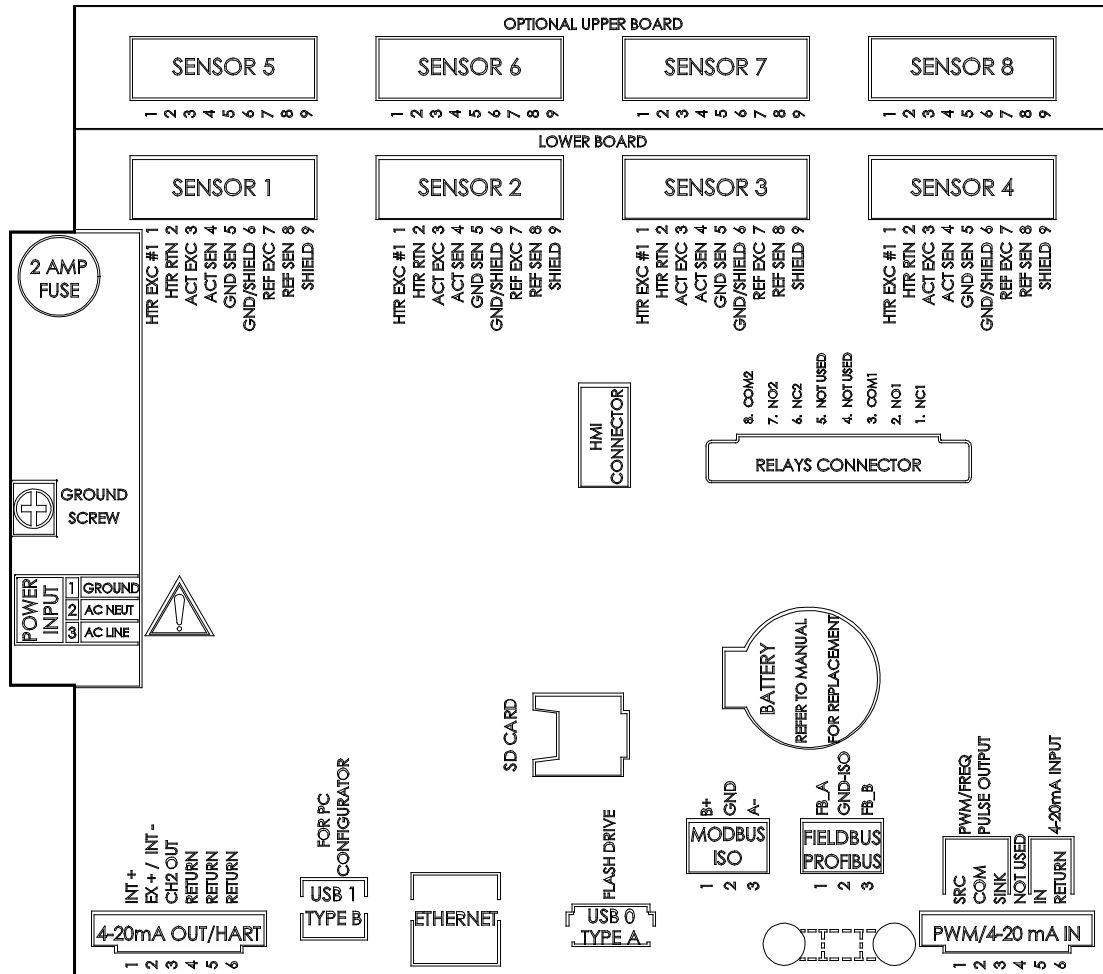 OPTIONAL UPPER BOARD
SENSOR 5
SENSOR 6
SENSOR 7
SENSOR 8
1 2 3 4 5 6 7 8 9
1 2 3 4 5 6 7 8 9
1 2 3 4 5 6 7 8 9
1 2 3 4 5 6 7 8 9
LOWER BOARD
SENSOR 1
SENSOR 2
SENSOR 3
SENSOR 4
HTR EXC #1 1
HTR RTN 2
ACT EXC 3
ACT SEN 4
GND SEN 5
GND/SHIELD 6
REF EXC 7
REF SEN 8
SHIELD 9
HTR EXC #1 1
HTR RTN 2
ACT EXC 3
ACT SEN 4
GND SEN 5
GND/SHIELD 6
REF EXC 7
REF SEN 8
SHIELD 9
HTR EXC #1 1
HTR RTN 2
ACT EXC 3
ACT SEN 4
GND SEN 5
GND/SHIELD 6
REF EXC 7
REF SEN 8
SHIELD 9
HTR EXC #1 1
HTR RTN 2
ACT EXC 3
ACT SEN 4
GND SEN 5
GND/SHIELD 6
REF EXC 7
REF SEN 8
SHIELD 9
2 AMP
FUSE
HMI
CONNECTOR
8. COM2
7. NO2
6. NC2
5. NOT USED
4. NOT USED
3. COM1
2. NO1
1. NC1
RELAYS CONNECTOR
GROUND
SCREW
POWER
INPUT
1 GROUND
2 AC NEUT
3 AC LINE
BATTERY
REFER TO MANUAL
FOR REPLACEMENT
SD CARD
INT +
EX + / INT -
CH2 OUT
RETURN
RETURN
RETURN
4-20mA OUT/HART
1 2 3 4 5 6
FOR PC
CONFIGURATOR
USB 1
TYPE B
ETHERNET
FLASH DRIVE
USB 0
TYPE A
B+
GND
A-
MODBUS
ISO
1 2 3
FB_A
GND-ISO
FB_B
FIELDBUS
PROFIBUS
1 2 3
PWM/FREQ
PULSE OUTPUT
4-20mA INPUT
SRC
COM
SINK
NOT USED
IN
RETURN
PWM/4-20 mA IN
1 2 3 4 5 6